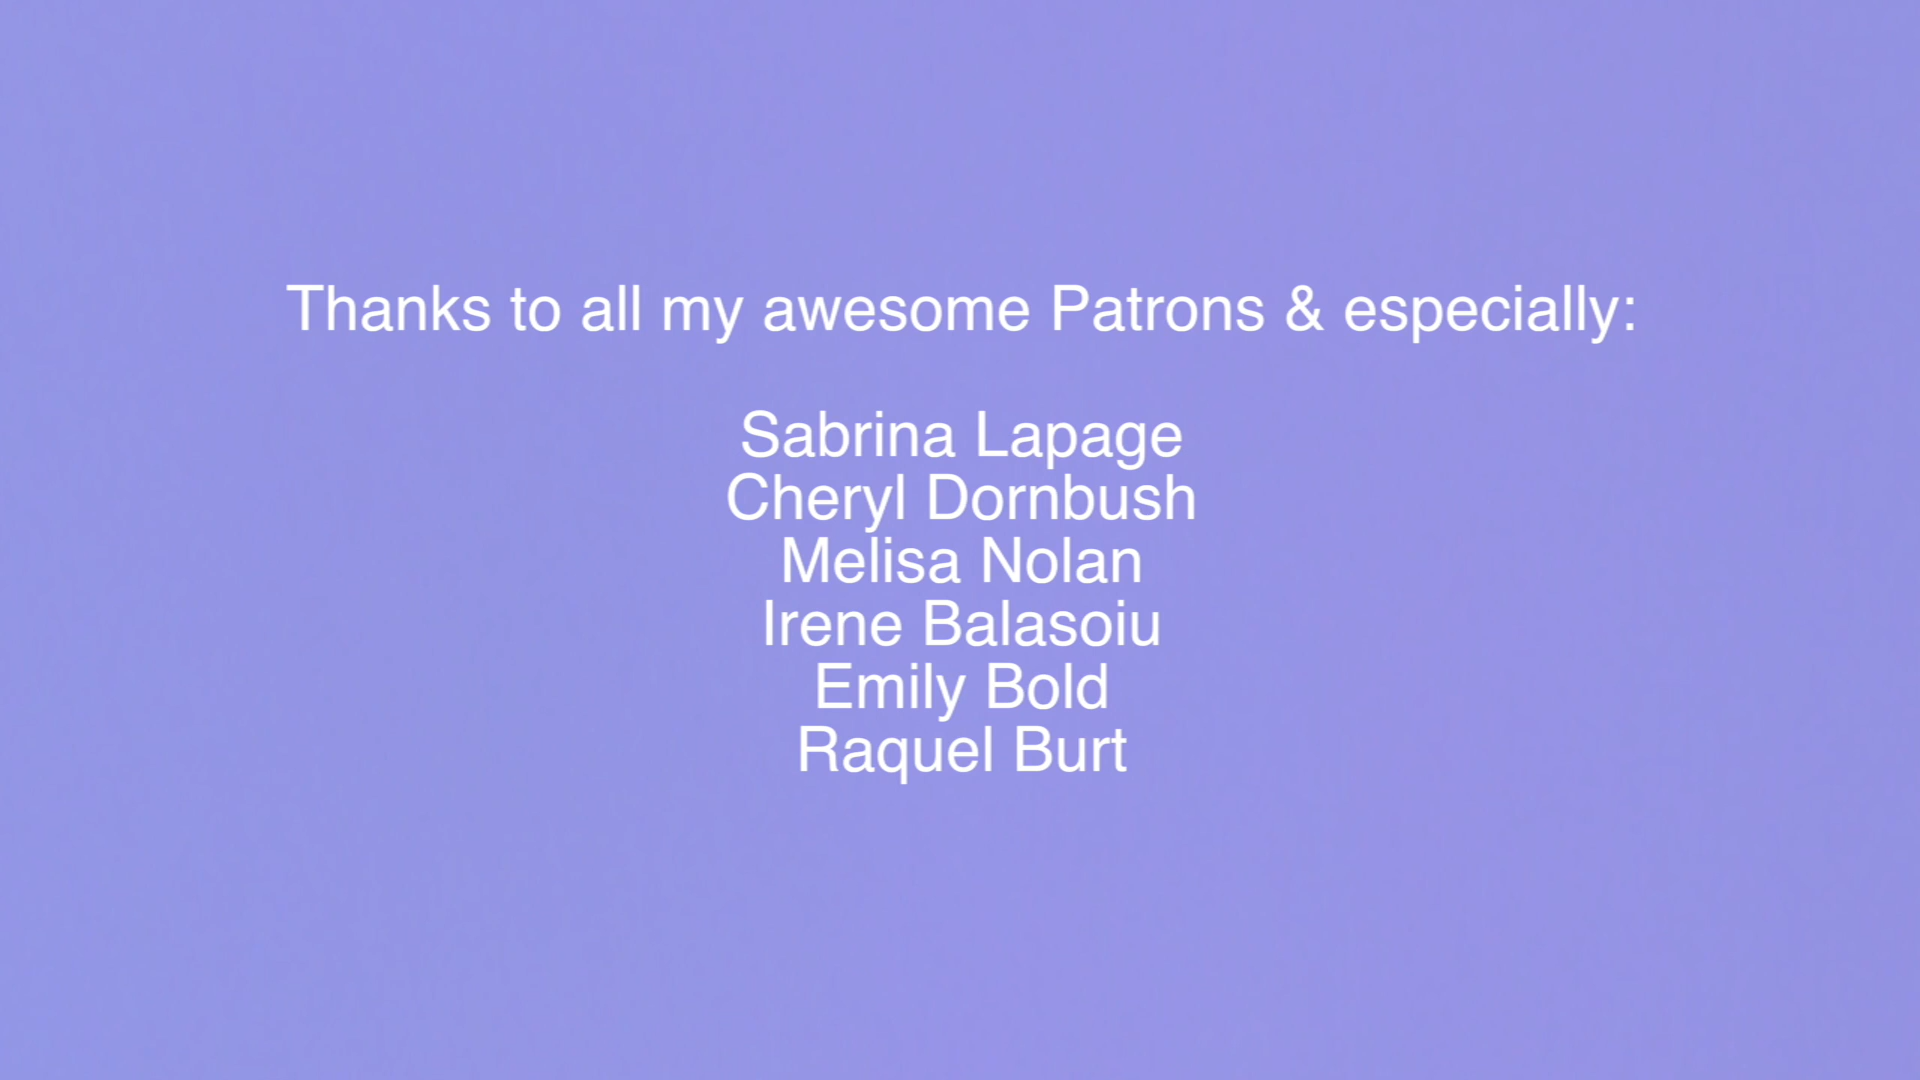 Thanks to all my awesome Patrons & especially:
Sabrina Lapage
Cheryl Dornbush
Melisa Nolan
Irene Balasoiu
Emily Bold
Raquel Burt